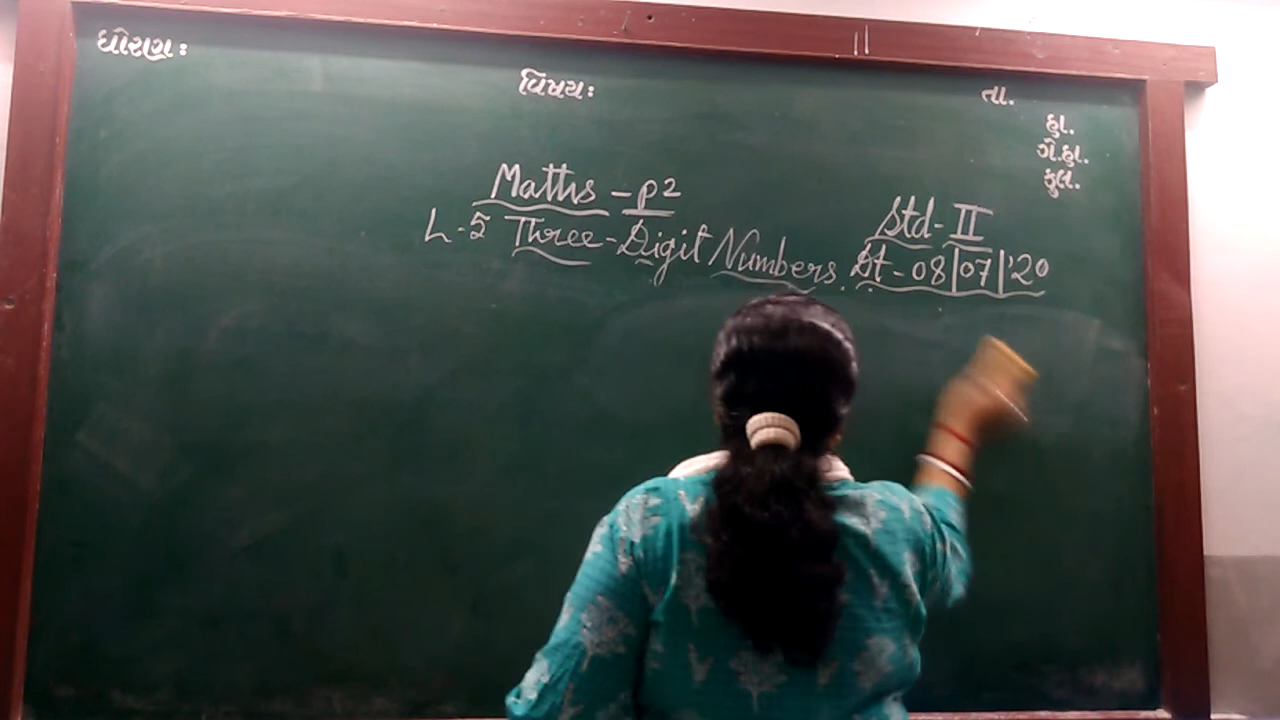 ધોરણ :
વિષય :
તા.
હા.
ગે.હા.
કુલ.
Maths - P2
Std - II
L-5 Three-Digit Numbers.
Dt - 08|07|'20